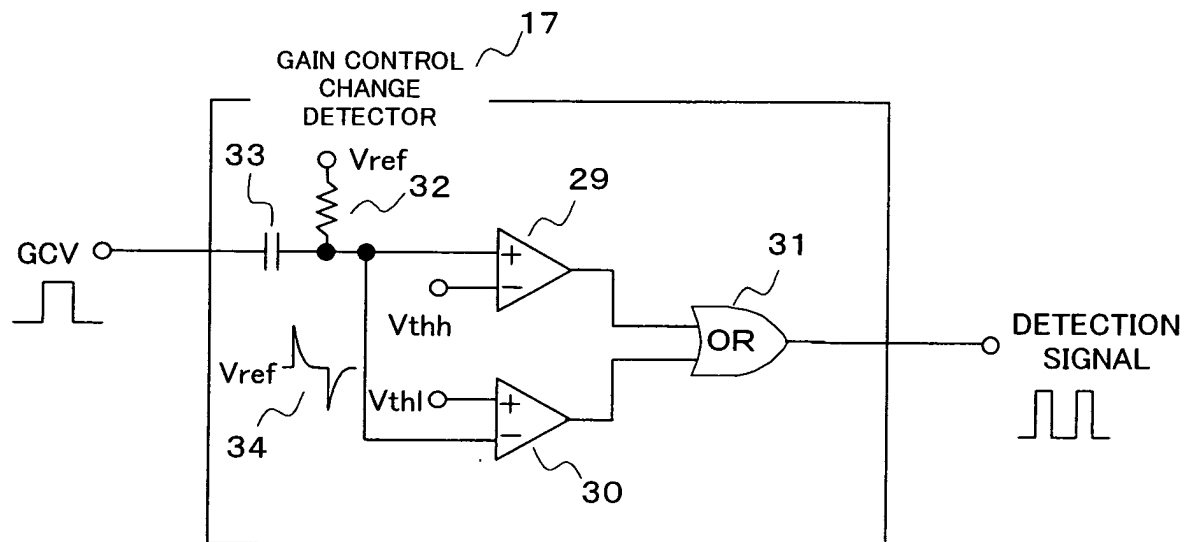 17
GAIN CONTROL
CHANGE
DETECTOR
33
Vref
32
29
GCV
+
−
31
Vthh
OR
DETECTION
SIGNAL
Vref
Vthl
+
−
34
30